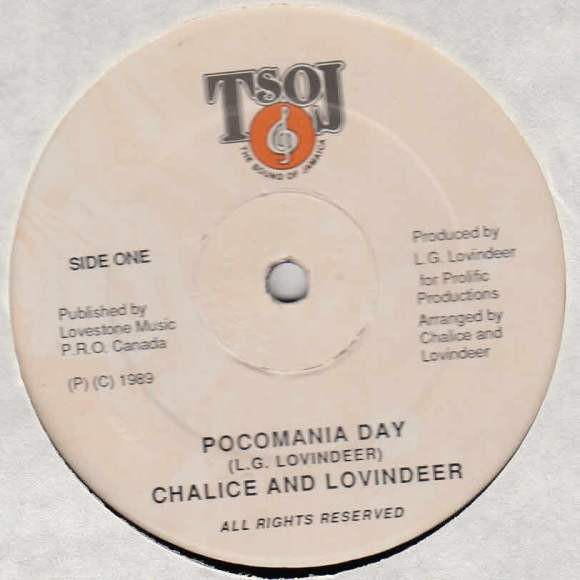 TSOJ
THE SOUND OF JAMAICA
SIDE ONE
Published by
Lovestone Music
P.R.O. Canada
(P) (C) 1989
Produced by
L.G. Lovindeer
for Prolific
Productions
Arranged by
Chalice and
Lovindeer
POCOMANIA DAY
(L.G. LOVINDEER)
CHALICE AND LOVINDEER
ALL RIGHTS RESERVED